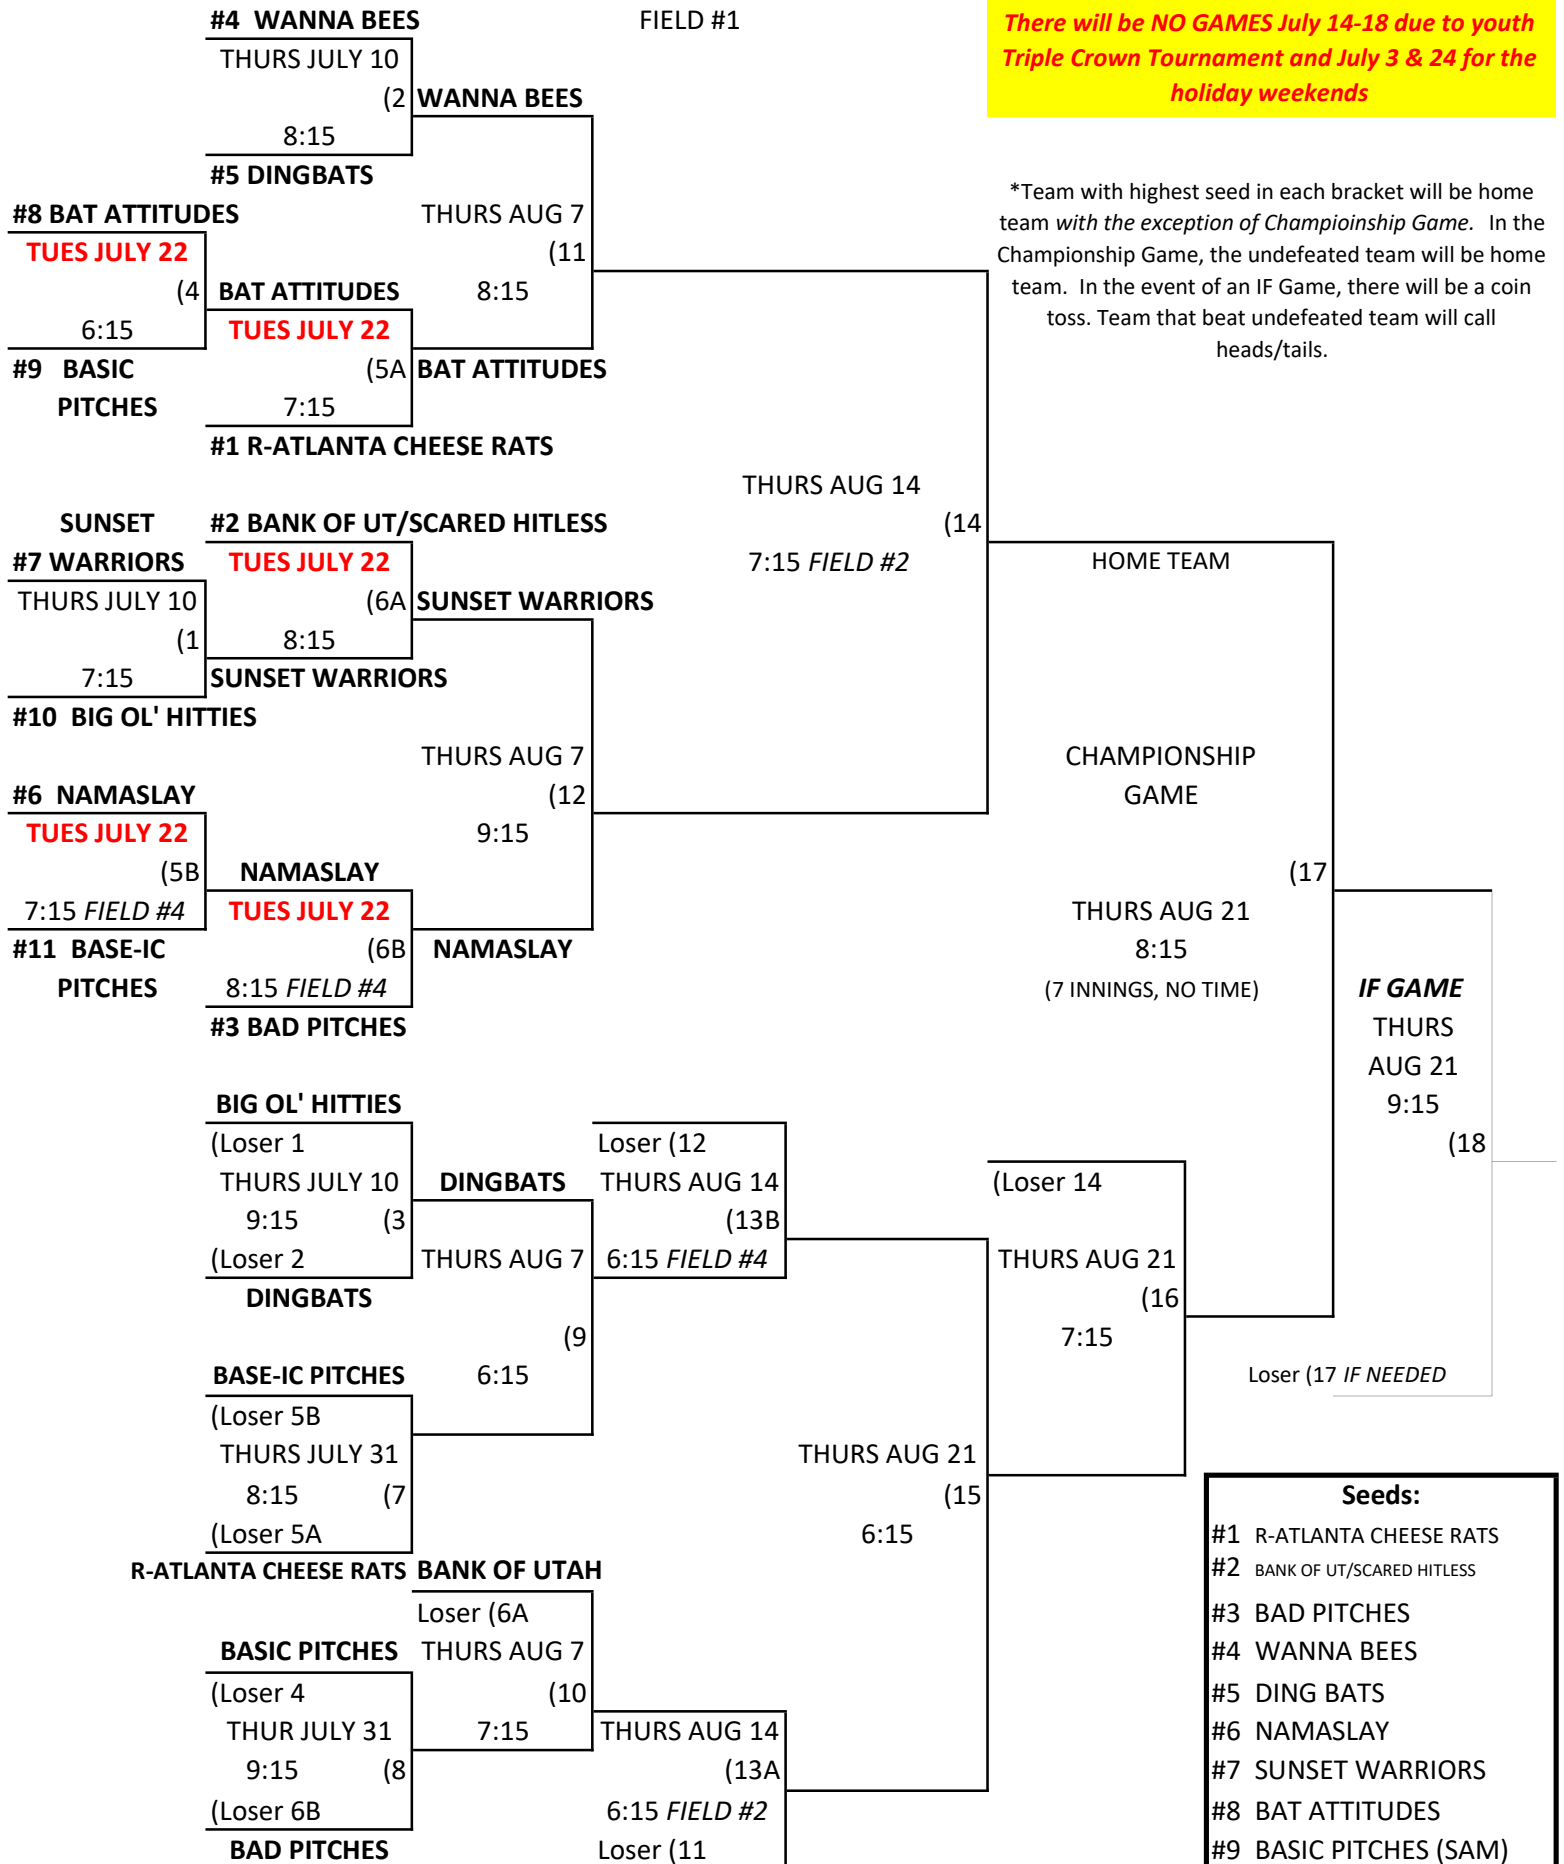 #4 WANNA BEES
FIELD #1
There will be NO GAMES July 14-18 due to youth
Triple Crown Tournament and July 3 & 24 for the
holiday weekends
THURS JULY 10
(2
WANNA BEES
8:15
#5 DINGBATS
*Team with highest seed in each bracket will be home
team with the exception of Champioinship Game. In the
Championship Game, the undefeated team will be home
team. In the event of an IF Game, there will be a coin
toss. Team that beat undefeated team will call
heads/tails.
#8 BAT ATTITUDES
THURS AUG 7
TUES JULY 22
(11
(4
BAT ATTITUDES
8:15
6:15
TUES JULY 22
#9 BASIC
PITCHES
(5A
BAT ATTITUDES
7:15
#1 R-ATLANTA CHEESE RATS
THURS AUG 14
SUNSET
#7 WARRIORS
#2 BANK OF UT/SCARED HITLESS
(14
TUES JULY 22
7:15 FIELD #2
HOME TEAM
THURS JULY 10
(6A
SUNSET WARRIORS
(1
8:15
7:15
SUNSET WARRIORS
#10 BIG OL' HITTIES
THURS AUG 7
CHAMPIONSHIP
GAME
#6 NAMASLAY
(12
TUES JULY 22
9:15
(5B
NAMASLAY
(17
7:15 FIELD #4
TUES JULY 22
THURS AUG 21
#11 BASE-IC
PITCHES
(6B
NAMASLAY
8:15
8:15 FIELD #4
(7 INNINGS, NO TIME)
IF GAME
#3 BAD PITCHES
THURS
AUG 21
9:15
(18
BIG OL' HITTIES
(Loser 1
Loser (12
THURS JULY 10
DINGBATS
THURS AUG 14
(Loser 14
9:15
(3
(13B
(Loser 2
THURS AUG 7
6:15 FIELD #4
THURS AUG 21
DINGBATS
(16
(9
7:15
BASE-IC PITCHES
6:15
Loser (17 IF NEEDED
(Loser 5B
THURS JULY 31
THURS AUG 21
8:15
(7
(15
(Loser 5A
6:15
R-ATLANTA CHEESE RATS
BANK OF UTAH
Loser (6A
BASIC PITCHES
THURS AUG 7
(Loser 4
(10
THUR JULY 31
7:15
THURS AUG 14
9:15
(8
(13A
(Loser 6B
6:15 FIELD #2
BAD PITCHES
Loser (11
Seeds:
#1 R-ATLANTA CHEESE RATS
#2 BANK OF UT/SCARED HITLESS
#3 BAD PITCHES
#4 WANNA BEES
#5 DING BATS
#6 NAMASLAY
#7 SUNSET WARRIORS
#8 BAT ATTITUDES
#9 BASIC PITCHES (SAM)